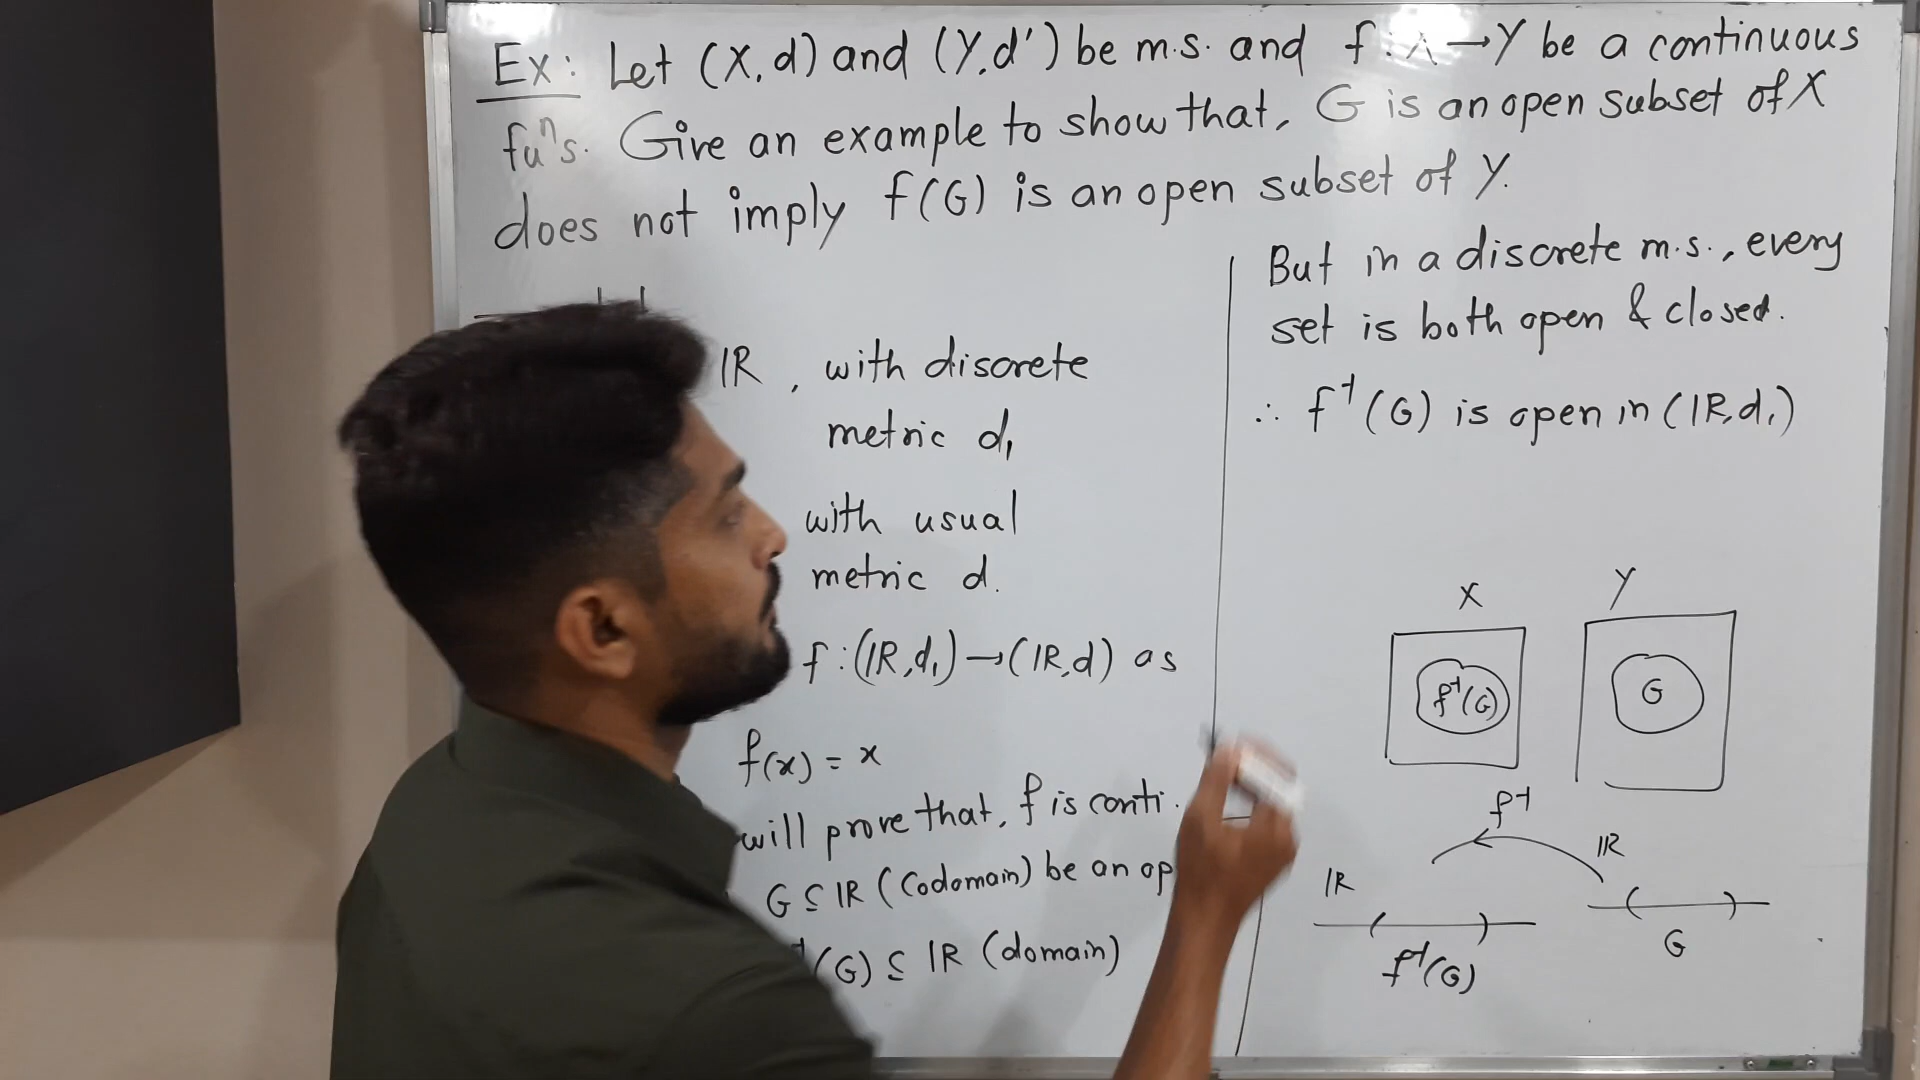 Ex: Let (X,d) and (Y,d') be m.s. and f: X→Y be a continuous
fuⁿs. Give an example to show that, G is an open subset of X
does not imply f(G) is an open subset of Y.
IR , with discrete
metric d₁
with usual
metric d.
f:(IR,d₁)→(IR,d) as
f(x) = x
will prove that, f is conti.
G ⊆ IR (Codomain) be an op
(G) ⊆ IR (domain)
But in a discrete m.s., every
set is both open & closed.
∴ f⁻¹(G) is open in (IR,d₁)
X Y
f⁻¹(G) G
f⁻¹
IR IR
f⁻¹(G) G